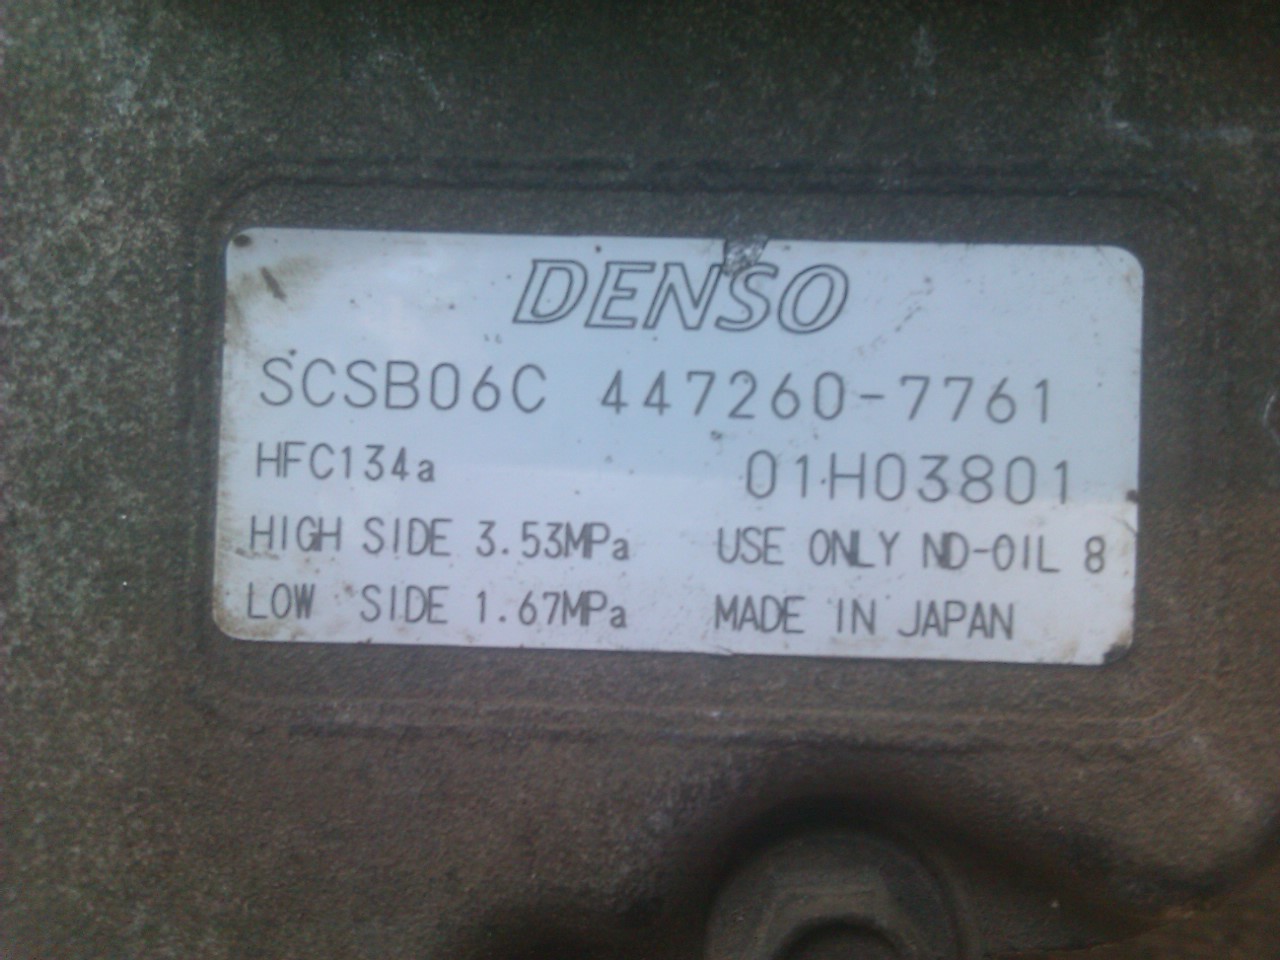 DENSO
SCSB06C 447260-7761
HFC134a 01H03801
HIGH SIDE 3.53MPa USE ONLY ND-OIL 8
LOW SIDE 1.67MPa MADE IN JAPAN